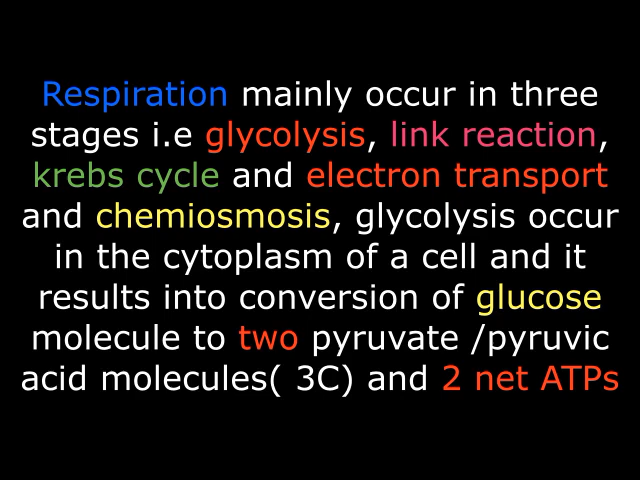 Respiration mainly occur in three
stages i.e glycolysis, link reaction,
krebs cycle and electron transport
and chemiosmosis, glycolysis occur
in the cytoplasm of a cell and it
results into conversion of glucose
molecule to two pyruvate /pyruvic
acid molecules( 3C) and 2 net ATPs